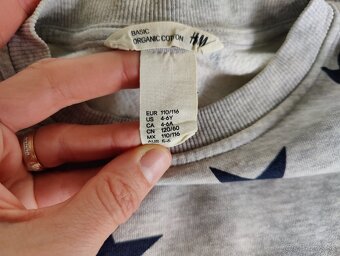 BASIC
ORGANIC COTTON H&M
EUR 110/116
US 4-6Y
CA 4-6A
CN 120/60
MX 110/116